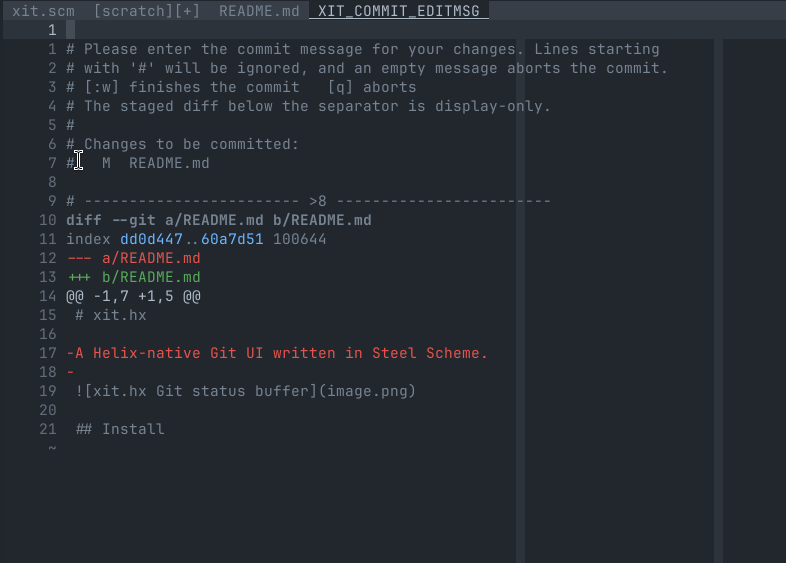 xit.scm [scratch][+] README.md XIT_COMMIT_EDITMSG
1
1 # Please enter the commit message for your changes. Lines starting
2 # with '#' will be ignored, and an empty message aborts the commit.
3 # [:w] finishes the commit   [q] aborts
4 # The staged diff below the separator is display-only.
5 #
6 # Changes to be committed:
7 #   M  README.md
8
9 # ------------------------ >8 ------------------------
10 diff --git a/README.md b/README.md
11 index dd0d447..60a7d51 100644
12 --- a/README.md
13 +++ b/README.md
14 @@ -1,7 +1,5 @@
15  # xit.hx
16
17 -A Helix-native Git UI written in Steel Scheme.
18 -
19  ![xit.hx Git status buffer](image.png)
20
21  ## Install
~